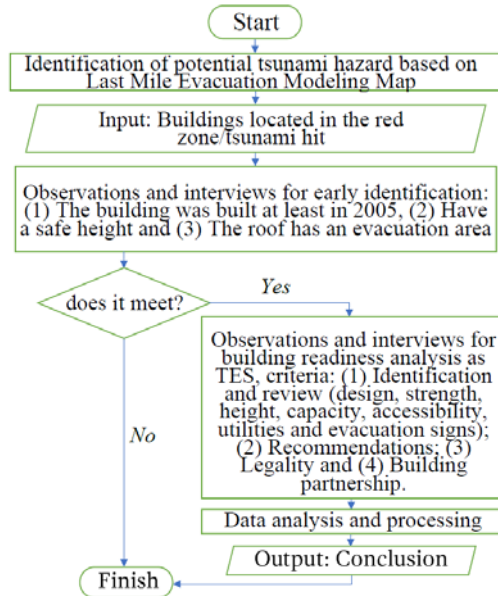 Start
Identification of potential tsunami hazard based on
Last Mile Evacuation Modeling Map
Input: Buildings located in the red
zone/tsunami hit
Observations and interviews for early identification:
(1) The building was built at least in 2005, (2) Have
a safe height and (3) The roof has an evacuation area
does it meet?
Yes
Observations and interviews for
building readiness analysis as
TES, criteria: (1) Identification
and review (design, strength,
height, capacity, accessibility,
utilities and evacuation signs);
(2) Recommendations; (3)
Legality and (4) Building
partnership.
No
Data analysis and processing
Output: Conclusion
Finish